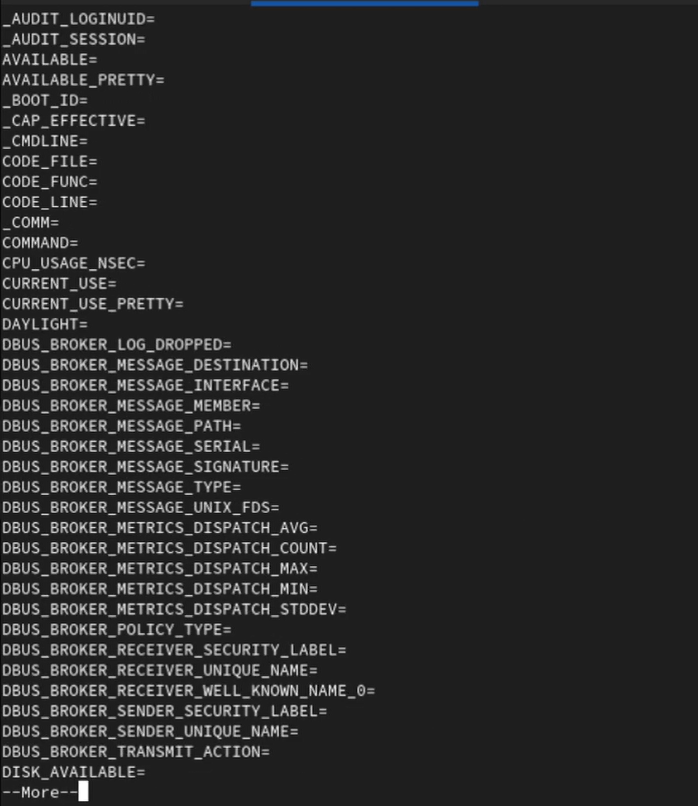 _AUDIT_LOGINUID=
_AUDIT_SESSION=
AVAILABLE=
AVAILABLE_PRETTY=
_BOOT_ID=
_CAP_EFFECTIVE=
_CMDLINE=
CODE_FILE=
CODE_FUNC=
CODE_LINE=
_COMM=
COMMAND=
CPU_USAGE_NSEC=
CURRENT_USE=
CURRENT_USE_PRETTY=
DAYLIGHT=
DBUS_BROKER_LOG_DROPPED=
DBUS_BROKER_MESSAGE_DESTINATION=
DBUS_BROKER_MESSAGE_INTERFACE=
DBUS_BROKER_MESSAGE_MEMBER=
DBUS_BROKER_MESSAGE_PATH=
DBUS_BROKER_MESSAGE_SERIAL=
DBUS_BROKER_MESSAGE_SIGNATURE=
DBUS_BROKER_MESSAGE_TYPE=
DBUS_BROKER_MESSAGE_UNIX_FDS=
DBUS_BROKER_METRICS_DISPATCH_AVG=
DBUS_BROKER_METRICS_DISPATCH_COUNT=
DBUS_BROKER_METRICS_DISPATCH_MAX=
DBUS_BROKER_METRICS_DISPATCH_MIN=
DBUS_BROKER_METRICS_DISPATCH_STDDEV=
DBUS_BROKER_POLICY_TYPE=
DBUS_BROKER_RECEIVER_SECURITY_LABEL=
DBUS_BROKER_RECEIVER_UNIQUE_NAME=
DBUS_BROKER_RECEIVER_WELL_KNOWN_NAME_0=
DBUS_BROKER_SENDER_SECURITY_LABEL=
DBUS_BROKER_SENDER_UNIQUE_NAME=
DBUS_BROKER_TRANSMIT_ACTION=
DISK_AVAILABLE=
--More--